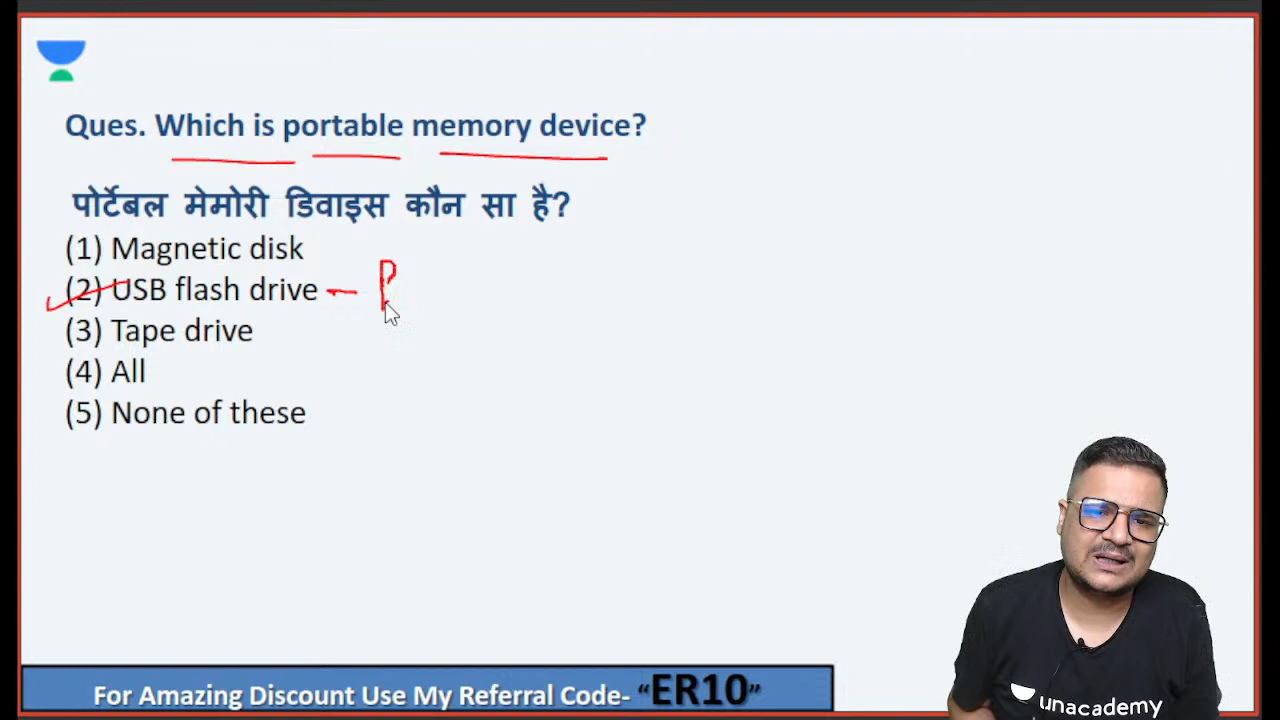 Ques. Which is portable memory device?
पोर्टेबल मेमोरी डिवाइस कौन सा है?
(1) Magnetic disk
(2) USB flash drive – P
(3) Tape drive
(4) All
(5) None of these
unacademy
For Amazing Discount Use My Referral Code- “ER10”